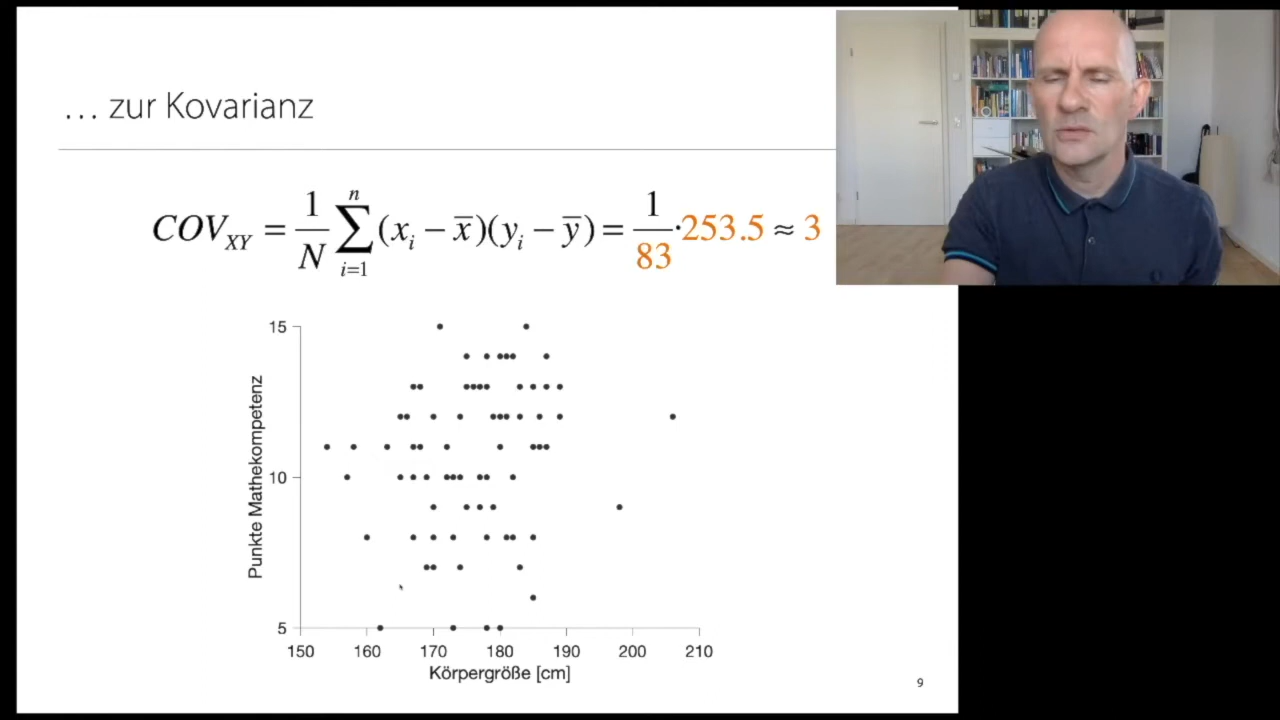 … zur Kovarianz
COV_XY = 1/N ∑_{i=1}^{n} (x_i − x̄)(y_i − ȳ) = 1/83 · 253.5 ≈ 3
Punkte Mathekompetenz
15
10
5
150 160 170 180 190 200 210
Körpergröße [cm]
9